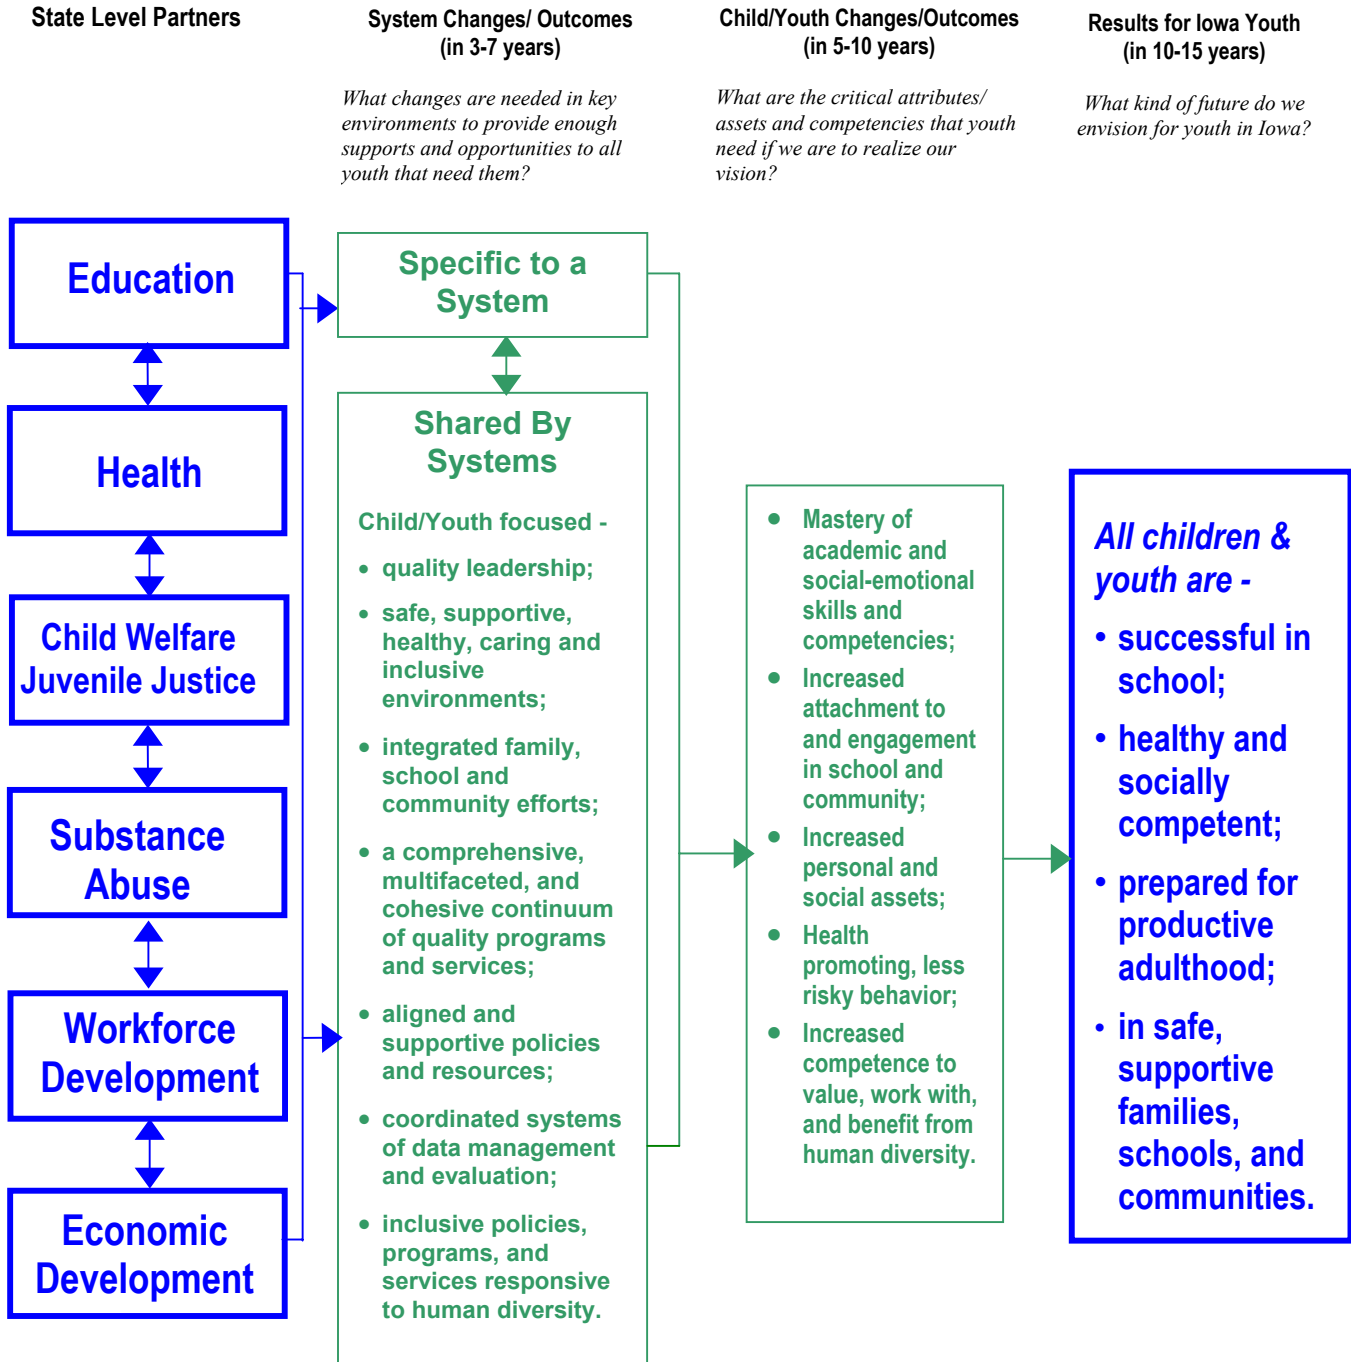 State Level Partners
System Changes/ Outcomes
(in 3-7 years)
What changes are needed in key
environments to provide enough
supports and opportunities to all
youth that need them?
Child/Youth Changes/Outcomes
(in 5-10 years)
What are the critical attributes/
assets and competencies that youth
need if we are to realize our
vision?
Results for Iowa Youth
(in 10-15 years)
What kind of future do we
envision for youth in Iowa?
Education
Health
Child Welfare
Juvenile Justice
Substance
Abuse
Workforce
Development
Economic
Development
Specific to a
System
Shared By
Systems
Child/Youth focused -
• quality leadership;
• safe, supportive,
healthy, caring and
inclusive
environments;
• integrated family,
school and
community efforts;
• a comprehensive,
multifaceted, and
cohesive continuum
of quality programs
and services;
• aligned and
supportive policies
and resources;
• coordinated systems
of data management
and evaluation;
• inclusive policies,
programs, and
services responsive
to human diversity.
• Mastery of
academic and
social-emotional
skills and
competencies;
• Increased
attachment to
and engagement
in school and
community;
• Increased
personal and
social assets;
• Health
promoting, less
risky behavior;
• Increased
competence to
value, work with,
and benefit from
human diversity.
All children &
youth are -
• successful in
school;
• healthy and
socially
competent;
• prepared for
productive
adulthood;
• in safe,
supportive
families,
schools, and
communities.